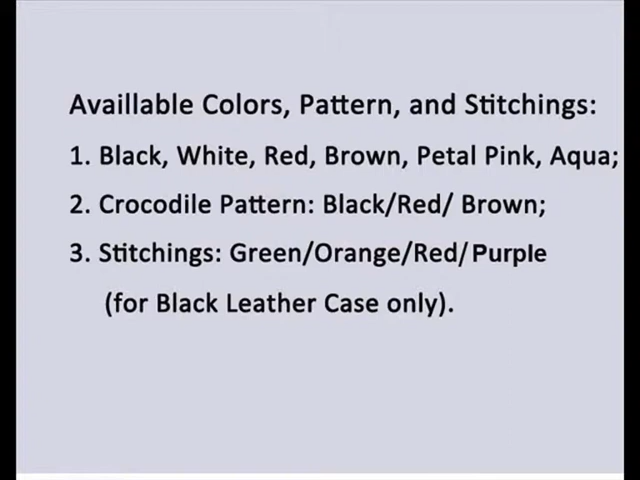 Availlable Colors, Pattern, and Stitchings:
1. Black, White, Red, Brown, Petal Pink, Aqua;
2. Crocodile Pattern: Black/Red/ Brown;
3. Stitchings: Green/Orange/Red/Purple
(for Black Leather Case only).